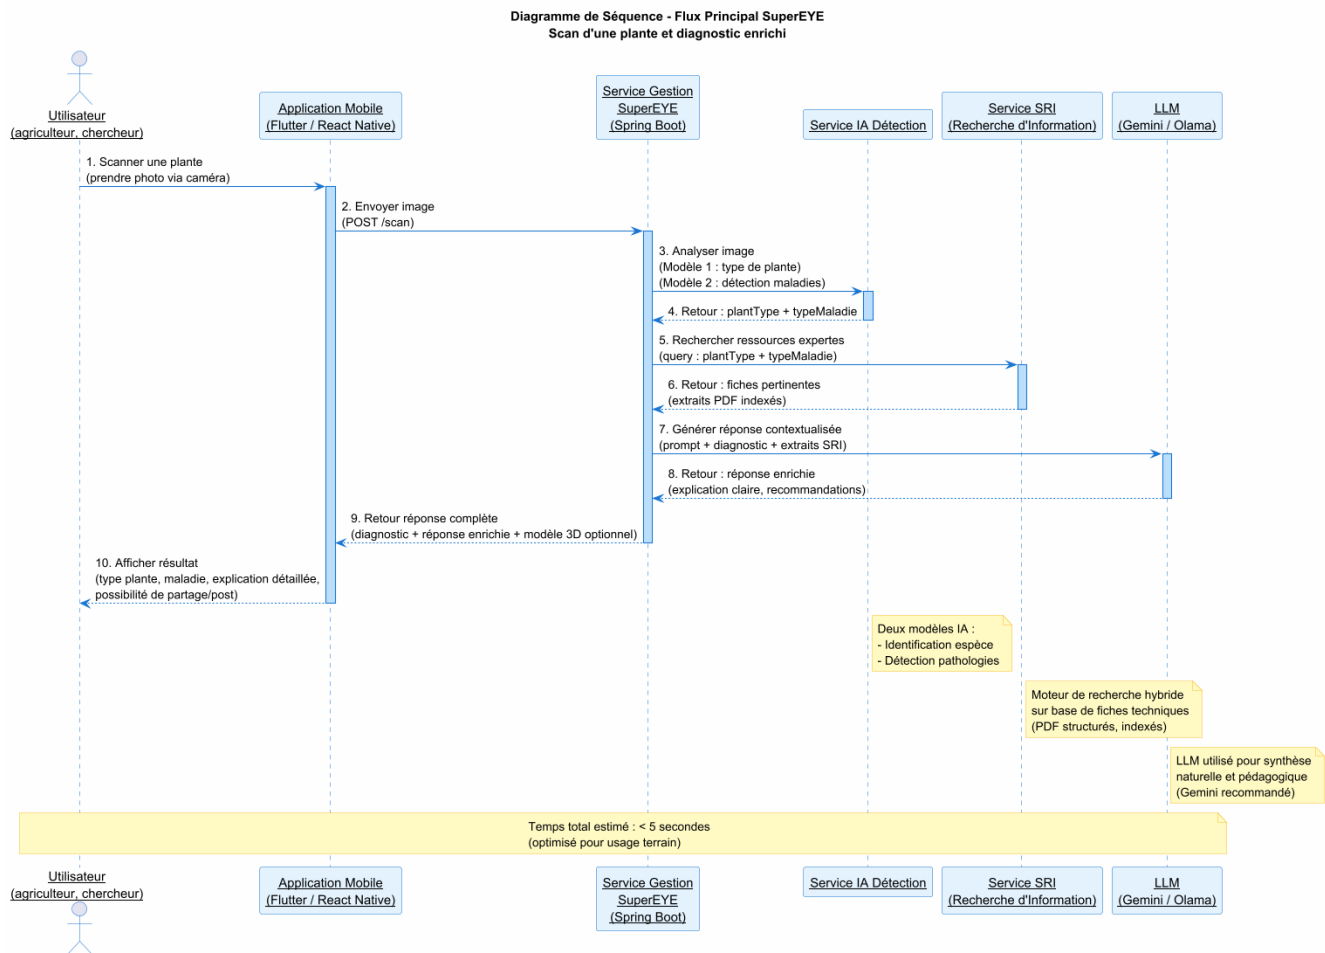 Diagramme de Séquence - Flux Principal SuperEYE
Scan d'une plante et diagnostic enrichi
Utilisateur
(agriculteur, chercheur)
Application Mobile
(Flutter / React Native)
Service Gestion
SuperEYE
(Spring Boot)
Service IA Détection
Service SRI
(Recherche d'Information)
LLM
(Gemini / Olama)
1. Scanner une plante
(prendre photo via caméra)
2. Envoyer image
(POST /scan)
3. Analyser image
(Modèle 1 : type de plante)
(Modèle 2 : détection maladies)
4. Retour : plantType + typeMaladie
5. Rechercher ressources expertes
(query : plantType + typeMaladie)
6. Retour : fiches pertinentes
(extraits PDF indexés)
7. Générer réponse contextualisée
(prompt + diagnostic + extraits SRI)
8. Retour : réponse enrichie
(explication claire, recommandations)
9. Retour réponse complète
(diagnostic + réponse enrichie + modèle 3D optionnel)
10. Afficher résultat
(type plante, maladie, explication détaillée,
possibilité de partage/post)
Deux modèles IA :
- Identification espèce
- Détection pathologies
Moteur de recherche hybride
sur base de fiches techniques
(PDF structurés, indexés)
LLM utilisé pour synthèse
naturelle et pédagogique
(Gemini recommandé)
Temps total estimé : < 5 secondes
(optimisé pour usage terrain)
Utilisateur
(agriculteur, chercheur)
Application Mobile
(Flutter / React Native)
Service Gestion
SuperEYE
(Spring Boot)
Service IA Détection
Service SRI
(Recherche d'Information)
LLM
(Gemini / Olama)